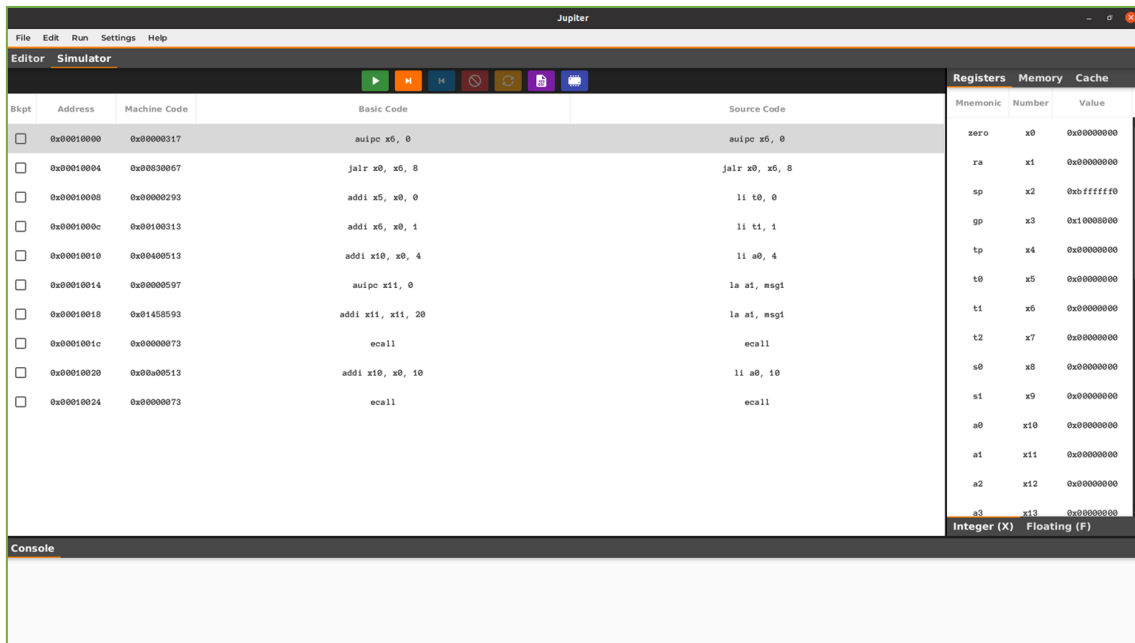 Jupiter
File Edit Run Settings Help
Editor Simulator
Registers Memory Cache
Bkpt Address Machine Code Basic Code Source Code
Mnemonic Number Value
0x00010000 0x00000317 auipc x6, 0 auipc x6, 0
zero x0 0x00000000
0x00010004 0x00830067 jalr x0, x6, 8 jalr x0, x6, 8
ra x1 0x00000000
0x00010008 0x00000293 addi x5, x0, 0 li t0, 0
sp x2 0xbffffff0
0x0001000c 0x00100313 addi x6, x0, 1 li t1, 1
gp x3 0x10008000
0x00010010 0x00400513 addi x10, x0, 4 li a0, 4
tp x4 0x00000000
0x00010014 0x00000597 auipc x11, 0 la a1, msg1
t0 x5 0x00000000
0x00010018 0x01458593 addi x11, x11, 20 la a1, msg1
t1 x6 0x00000000
0x0001001c 0x00000073 ecall ecall
t2 x7 0x00000000
0x00010020 0x00a00513 addi x10, x0, 10 li a0, 10
s0 x8 0x00000000
0x00010024 0x00000073 ecall ecall
s1 x9 0x00000000
a0 x10 0x00000000
a1 x11 0x00000000
a2 x12 0x00000000
a3 x13 0x00000000
Integer (X) Floating (F)
Console